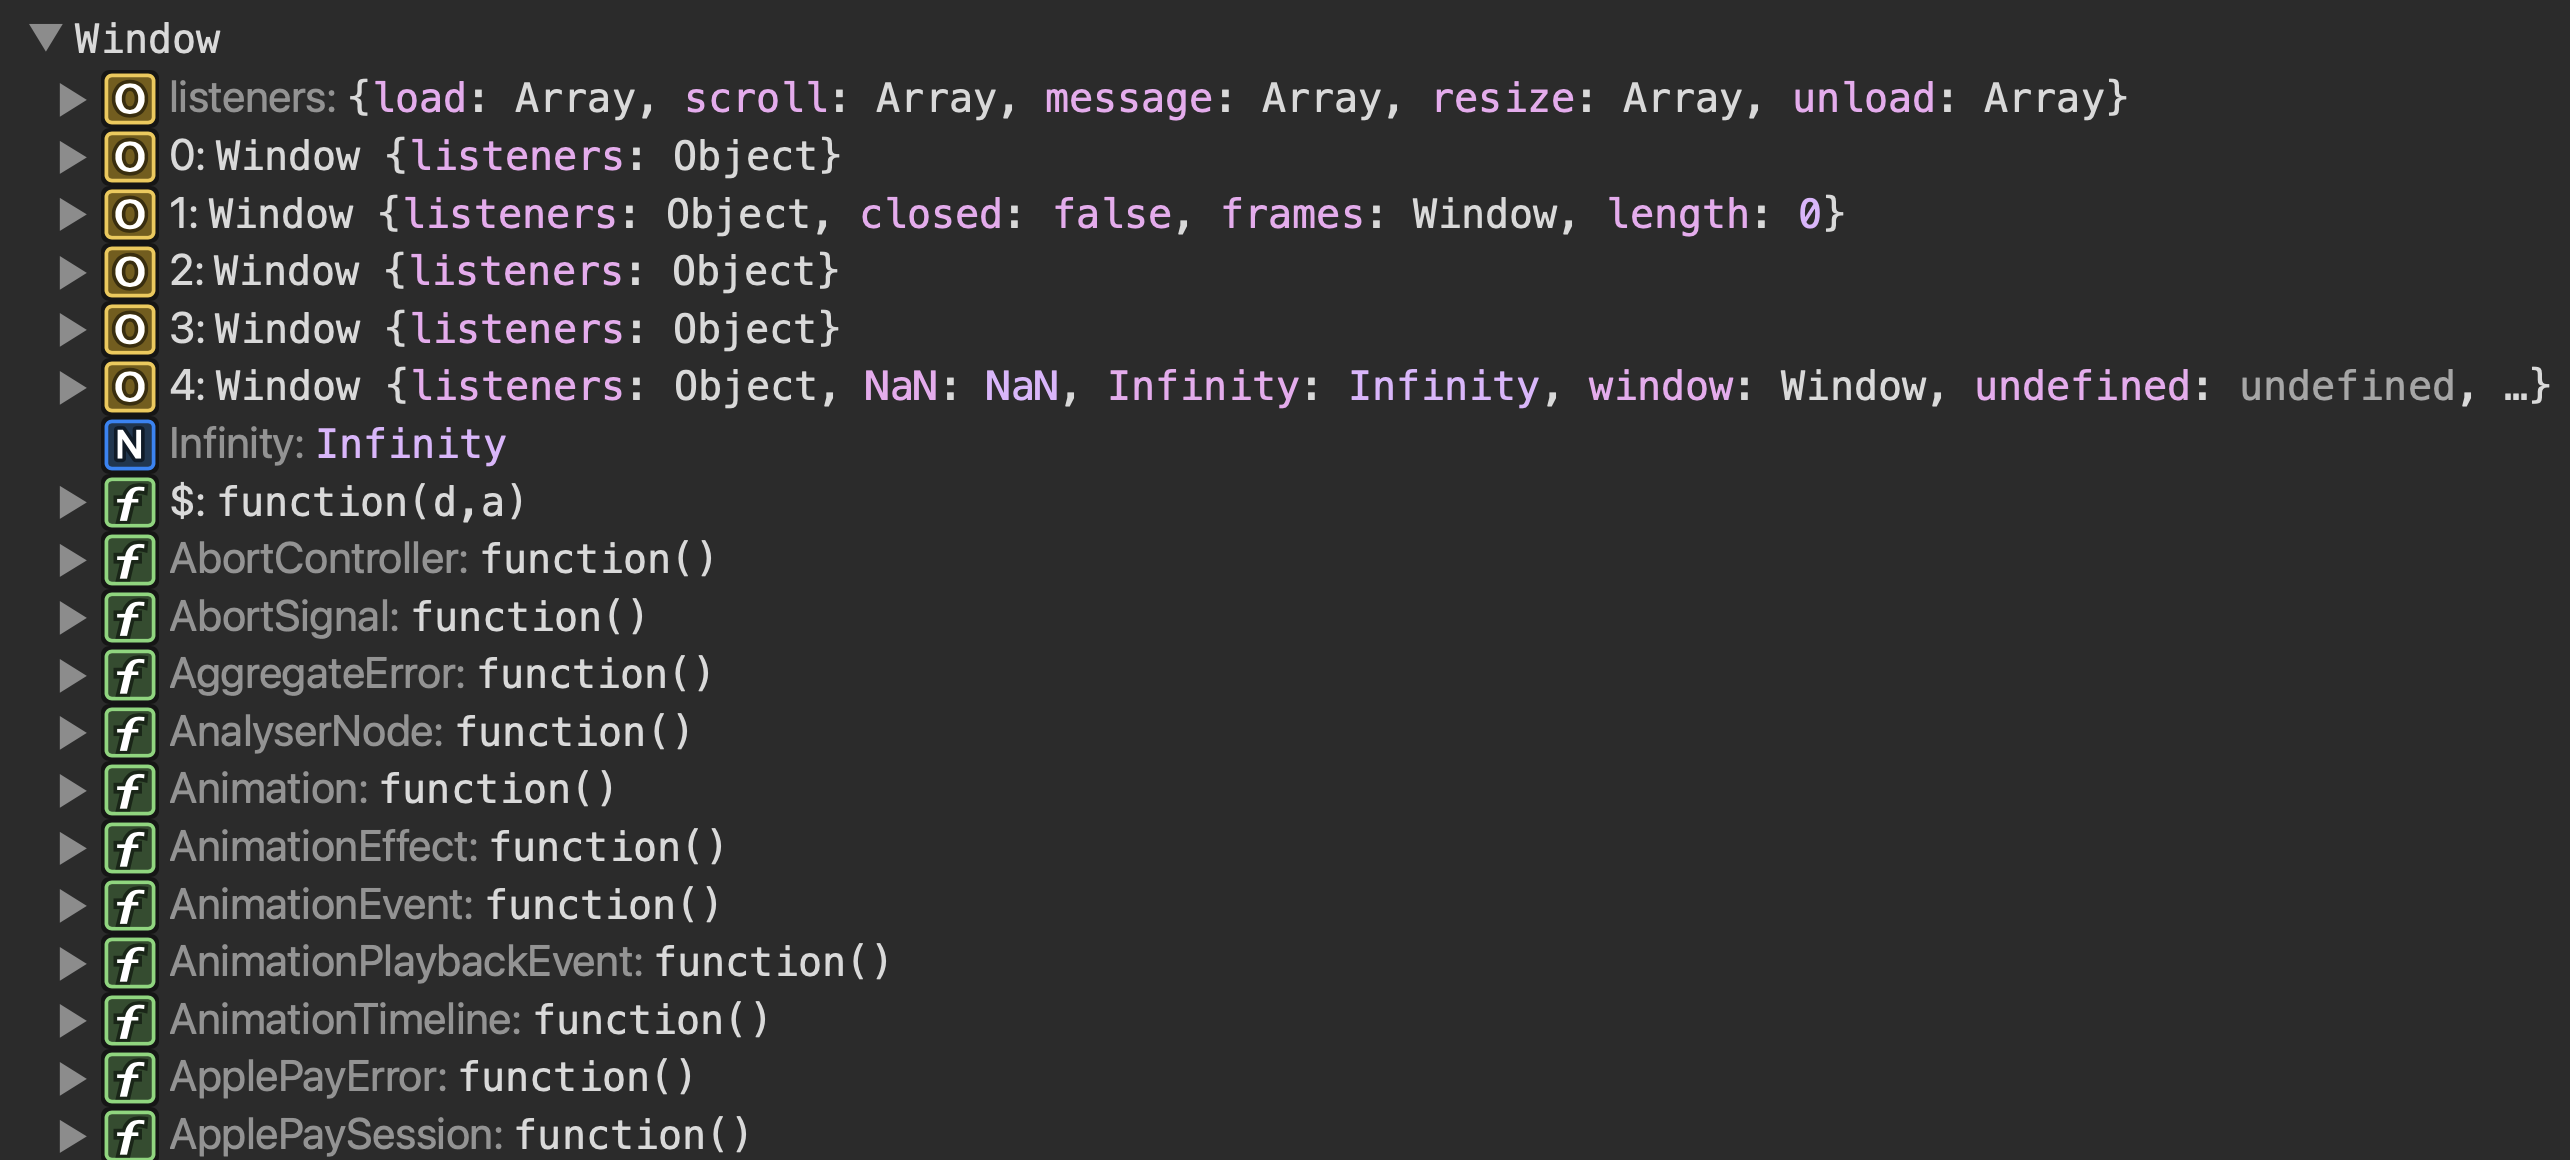 Window
O listeners: {load: Array, scroll: Array, message: Array, resize: Array, unload: Array}
O 0: Window {listeners: Object}
O 1: Window {listeners: Object, closed: false, frames: Window, length: 0}
O 2: Window {listeners: Object}
O 3: Window {listeners: Object}
O 4: Window {listeners: Object, NaN: NaN, Infinity: Infinity, window: Window, undefined: undefined, …}
N Infinity: Infinity
f $: function(d,a)
f AbortController: function()
f AbortSignal: function()
f AggregateError: function()
f AnalyserNode: function()
f Animation: function()
f AnimationEffect: function()
f AnimationEvent: function()
f AnimationPlaybackEvent: function()
f AnimationTimeline: function()
f ApplePayError: function()
f ApplePaySession: function()